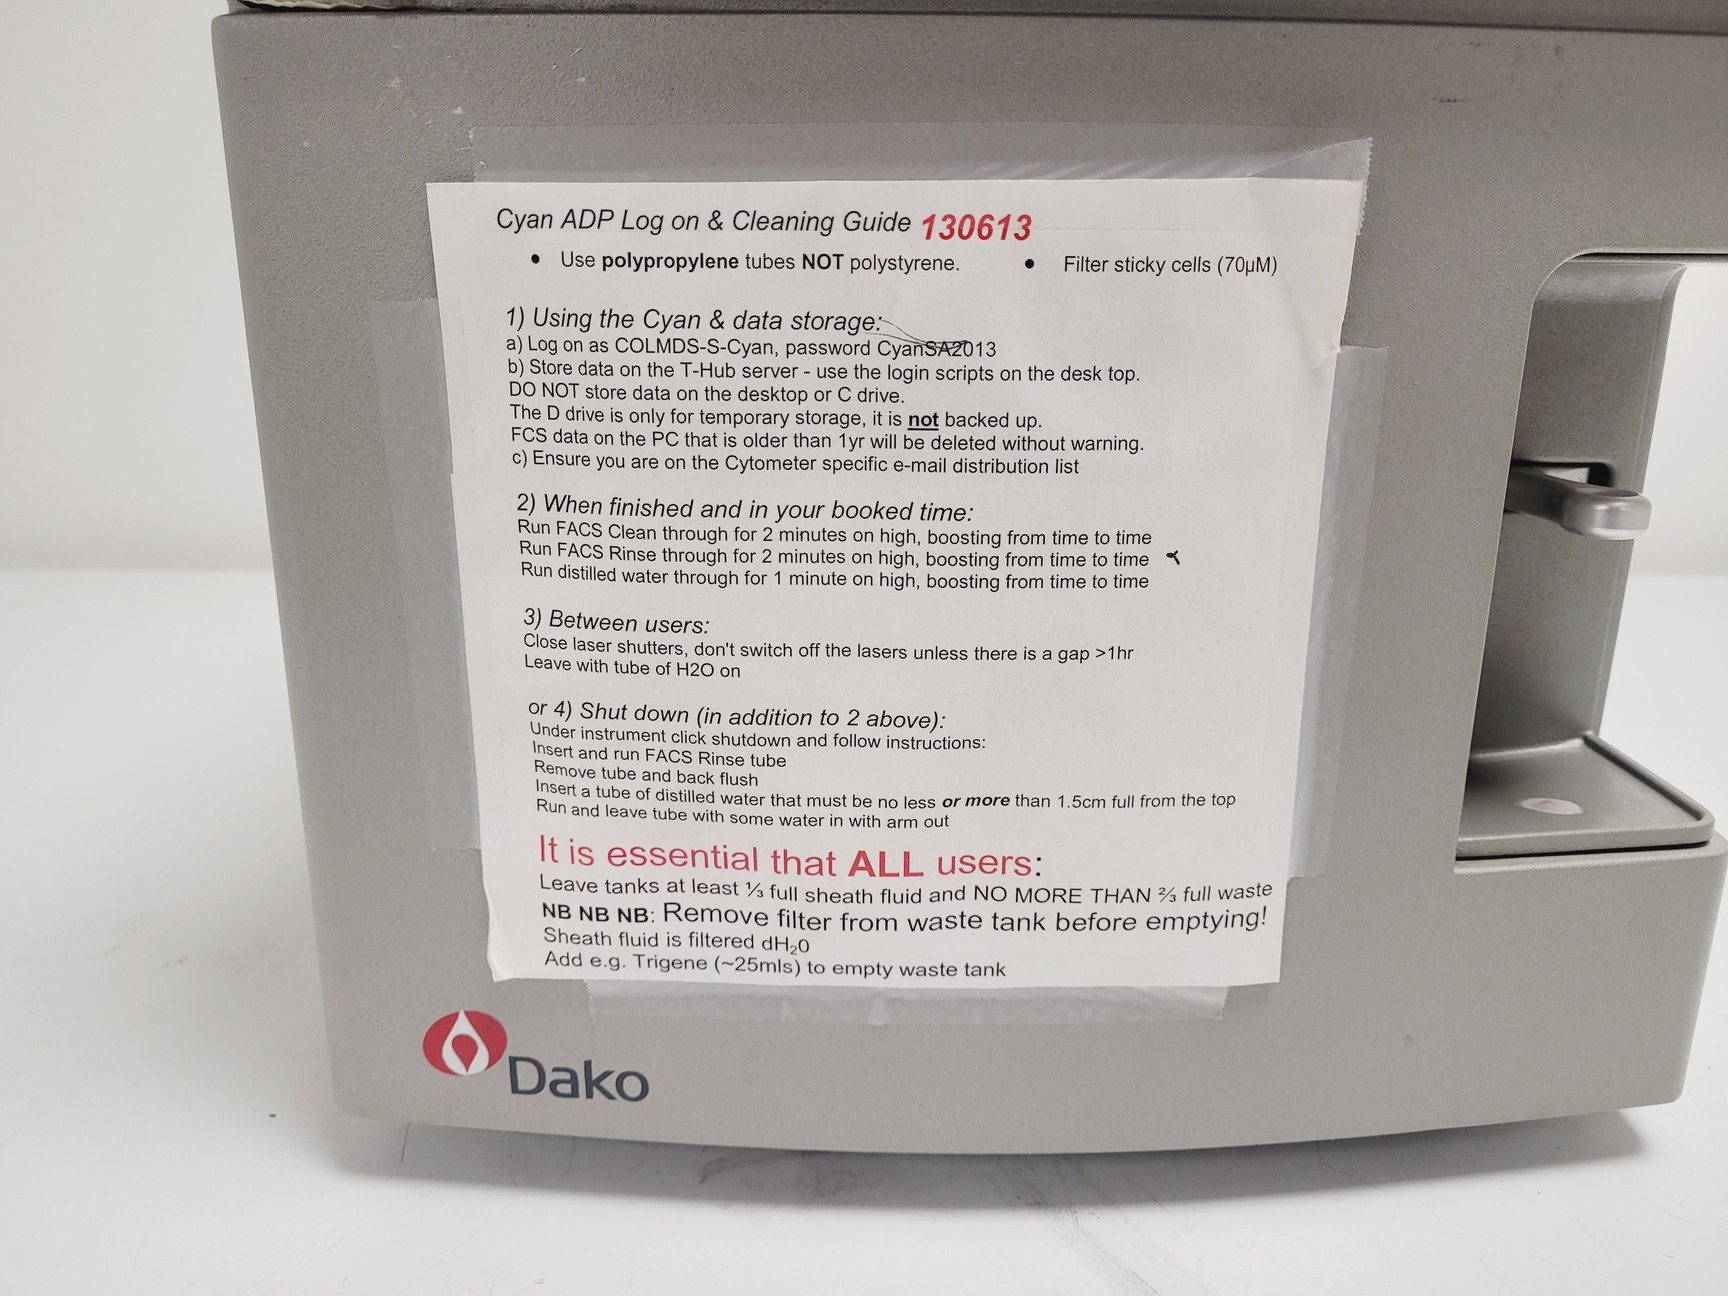 Cyan ADP Log on & Cleaning Guide 130613
• Use polypropylene tubes NOT polystyrene. • Filter sticky cells (70µM)
1) Using the Cyan & data storage:
a) Log on as COLMDS-S-Cyan, password CyanSA2013
b) Store data on the T-Hub server - use the login scripts on the desk top.
DO NOT store data on the desktop or C drive.
The D drive is only for temporary storage, it is not backed up.
FCS data on the PC that is older than 1yr will be deleted without warning.
c) Ensure you are on the Cytometer specific e-mail distribution list
2) When finished and in your booked time:
Run FACS Clean through for 2 minutes on high, boosting from time to time
Run FACS Rinse through for 2 minutes on high, boosting from time to time
Run distilled water through for 1 minute on high, boosting from time to time
3) Between users:
Close laser shutters, don't switch off the lasers unless there is a gap >1hr
Leave with tube of H2O on
or 4) Shut down (in addition to 2 above):
Under instrument click shutdown and follow instructions:
Insert and run FACS Rinse tube
Remove tube and back flush
Insert a tube of distilled water that must be no less or more than 1.5cm full from the top
Run and leave tube with some water in with arm out
It is essential that ALL users:
Leave tanks at least ⅓ full sheath fluid and NO MORE THAN ⅔ full waste
NB NB NB: Remove filter from waste tank before emptying!
Sheath fluid is filtered dH₂0
Add e.g. Trigene (~25mls) to empty waste tank
Dako